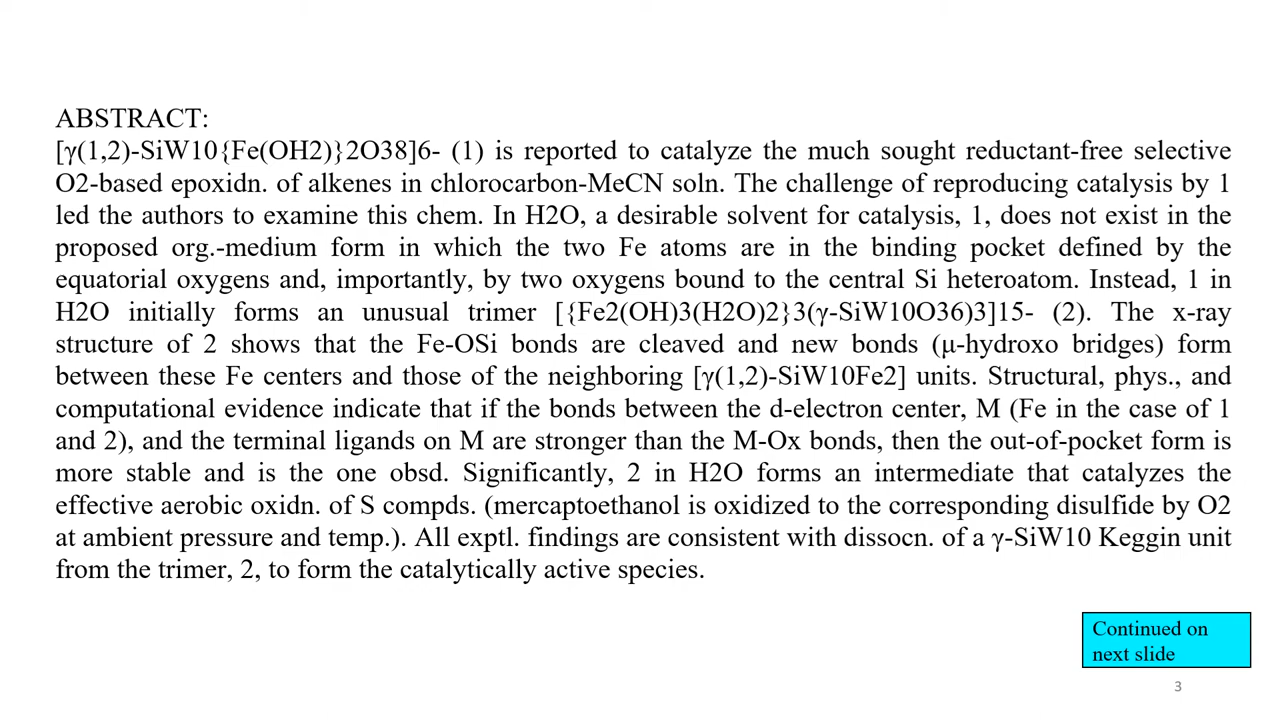 ABSTRACT:
[γ(1,2)-SiW10{Fe(OH2)}2O38]6- (1) is reported to catalyze the much sought reductant-free selective
O2-based epoxidn. of alkenes in chlorocarbon-MeCN soln. The challenge of reproducing catalysis by 1
led the authors to examine this chem. In H2O, a desirable solvent for catalysis, 1, does not exist in the
proposed org.-medium form in which the two Fe atoms are in the binding pocket defined by the
equatorial oxygens and, importantly, by two oxygens bound to the central Si heteroatom. Instead, 1 in
H2O initially forms an unusual trimer [{Fe2(OH)3(H2O)2}3(γ-SiW10O36)3]15- (2). The x-ray
structure of 2 shows that the Fe-OSi bonds are cleaved and new bonds (μ-hydroxo bridges) form
between these Fe centers and those of the neighboring [γ(1,2)-SiW10Fe2] units. Structural, phys., and
computational evidence indicate that if the bonds between the d-electron center, M (Fe in the case of 1
and 2), and the terminal ligands on M are stronger than the M-Ox bonds, then the out-of-pocket form is
more stable and is the one obsd. Significantly, 2 in H2O forms an intermediate that catalyzes the
effective aerobic oxidn. of S compds. (mercaptoethanol is oxidized to the corresponding disulfide by O2
at ambient pressure and temp.). All exptl. findings are consistent with dissocn. of a γ-SiW10 Keggin unit
from the trimer, 2, to form the catalytically active species.
Continued on
next slide
3